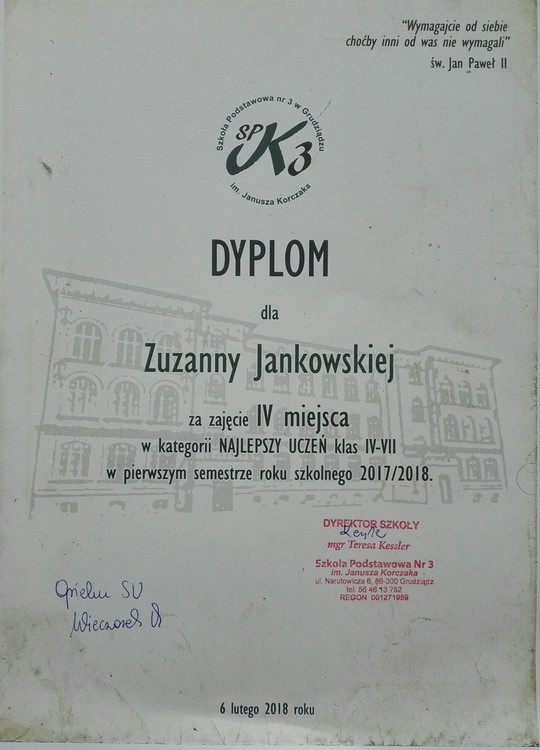 "Wymagajcie od siebie
choćby inni od was nie wymagali"
św. Jan Paweł II
Szkoła Podstawowa nr 3 w Grudziądzu
SP K3
im. Janusza Korczaka
DYPLOM
dla
Zuzanny Jankowskiej
za zajęcie IV miejsca
w kategorii NAJLEPSZY UCZEŃ klas IV-VII
w pierwszym semestrze roku szkolnego 2017/2018.
DYREKTOR SZKOŁY
mgr Teresa Kessler
Szkoła Podstawowa Nr 3
im. Janusza Korczaka
ul. Narutowicza 6, 86-300 Grudziądz
tel. 56 46 13 752
REGON 001271959
SU
6 lutego 2018 roku